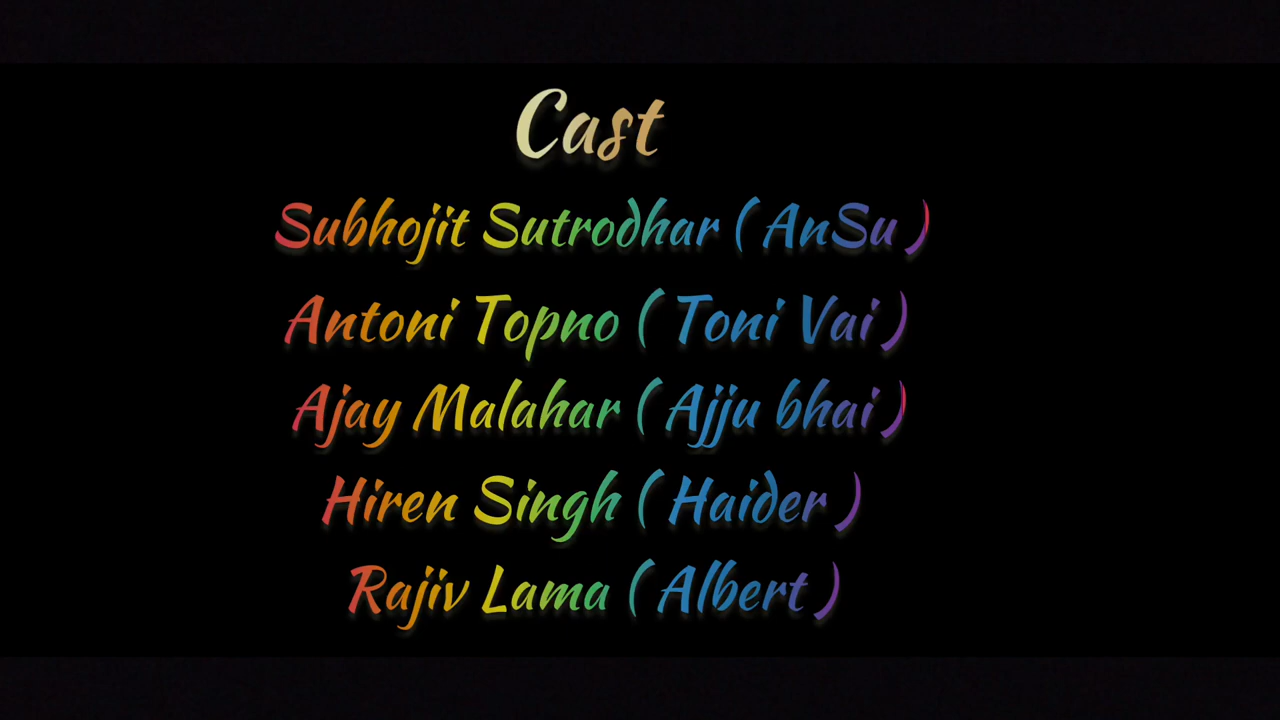 Cast
Subhojit Sutrodhar ( AnSu )
Antoni Topno ( Toni Vai )
Ajay Malahar ( Ajju bhai )
Hiren Singh ( Haider )
Rajiv Lama ( Albert )